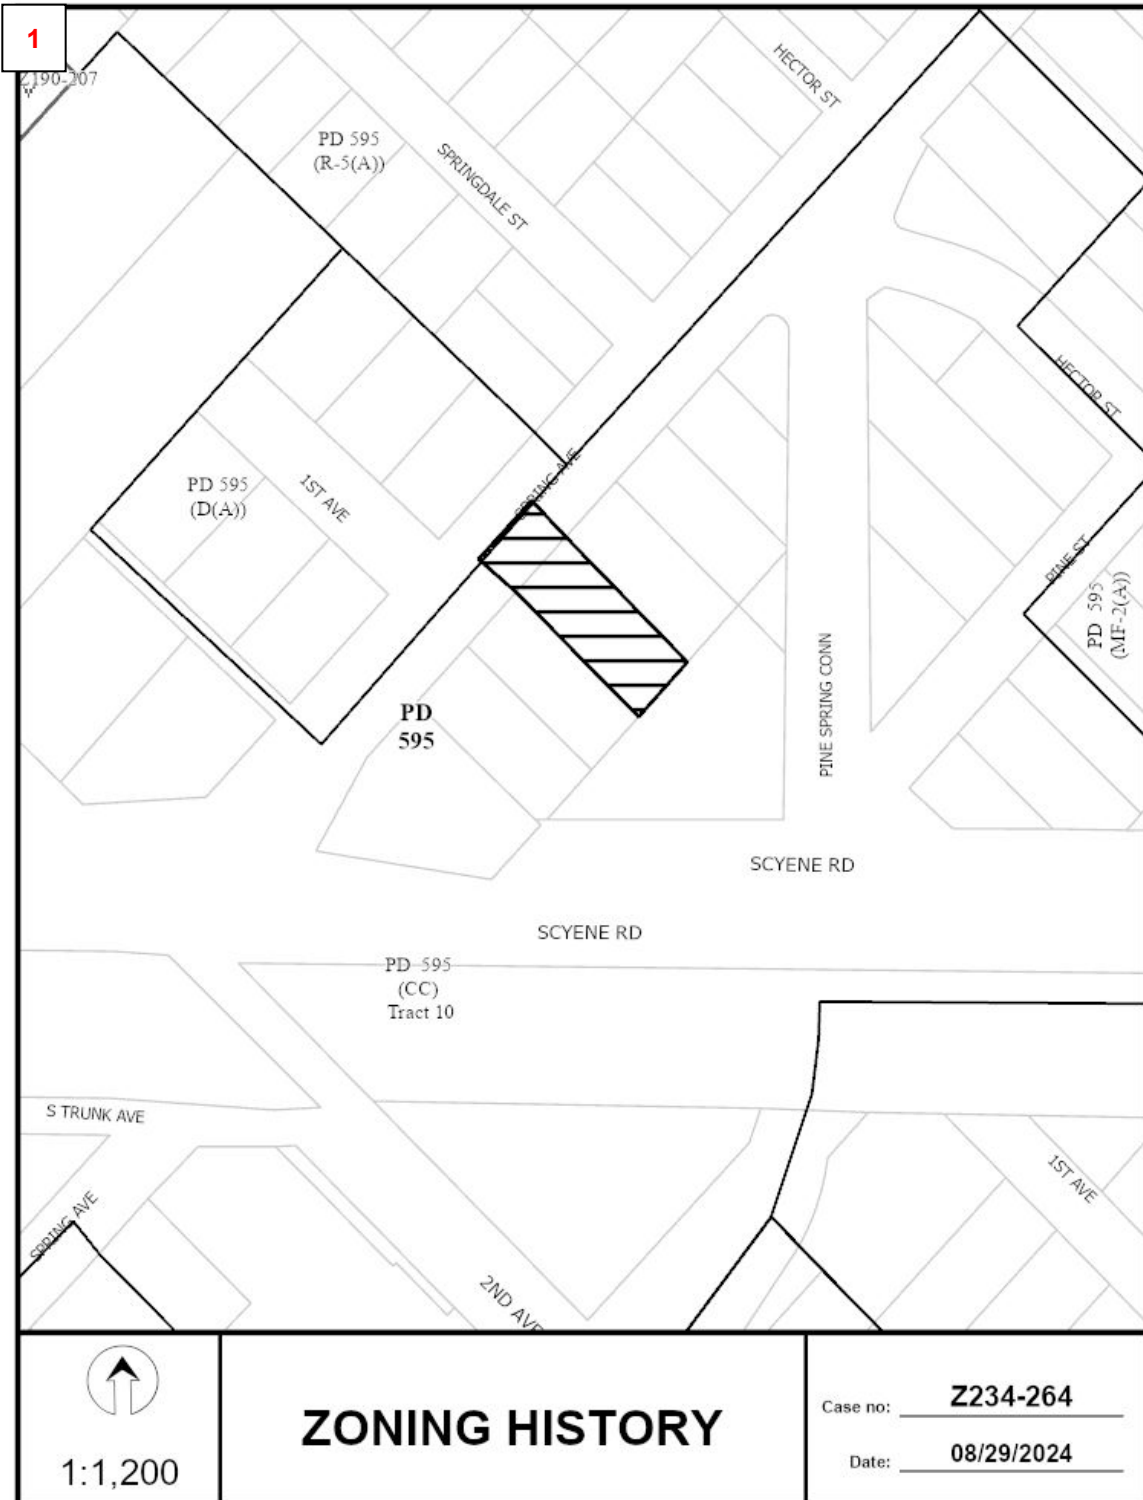 1
Z190-207
HECTOR ST
PD 595
(R-5(A))
SPRINGDALE ST
HECTOR ST
SPRING AVE
PD 595
(D(A))
1ST AVE
PINE ST
PD 595
(MF-2(A))
PINE SPRING CONN
PD
595
SCYENE RD
SCYENE RD
PD 595
(CC)
Tract 10
S TRUNK AVE
1ST AVE
SPRING AVE
2ND AVE
1:1,200
ZONING HISTORY
Case no: Z234-264
Date: 08/29/2024